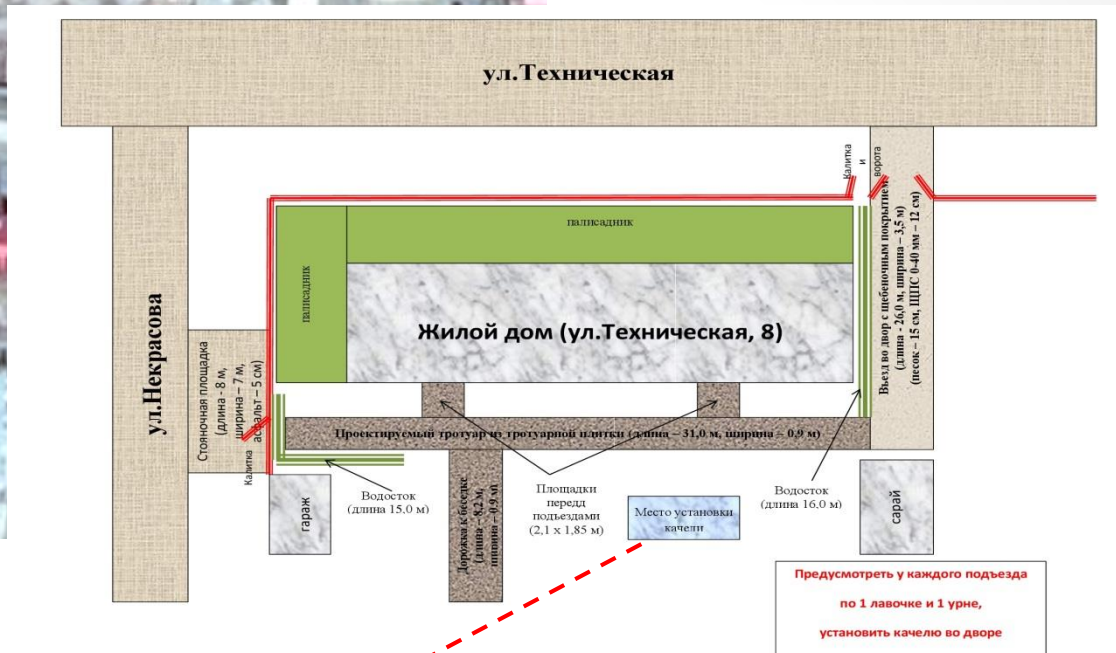 ул.Техническая
ул.Некрасова
Калитка
и
ворота
палисадник
палисадник
Жилой дом (ул.Техническая, 8)
Въезд во двор с щебеночным покрытием
(длина - 26,0 м, ширина – 3,5 м)
(песок – 15 см, ЩПС 0-40 мм – 12 см)
Стояночная площадка
(длина - 8 м,
ширина – 7 м,
асфальт – 5 см)
Калитка
Проектируемый тротуар из тротуарной плитки (длина – 31,0 м, ширина – 0,9 м)
гараж
Водосток
(длина 15,0 м)
Дорожка к беседке
(длина – 8,2 м,
ширина – 0,9 м)
Площадки
передд
подъездами
(2,1 х 1,85 м)
Место установки
качели
Водосток
(длина 16,0 м)
сарай
Предусмотреть у каждого подъезда
по 1 лавочке и 1 урне,
установить качелю во дворе